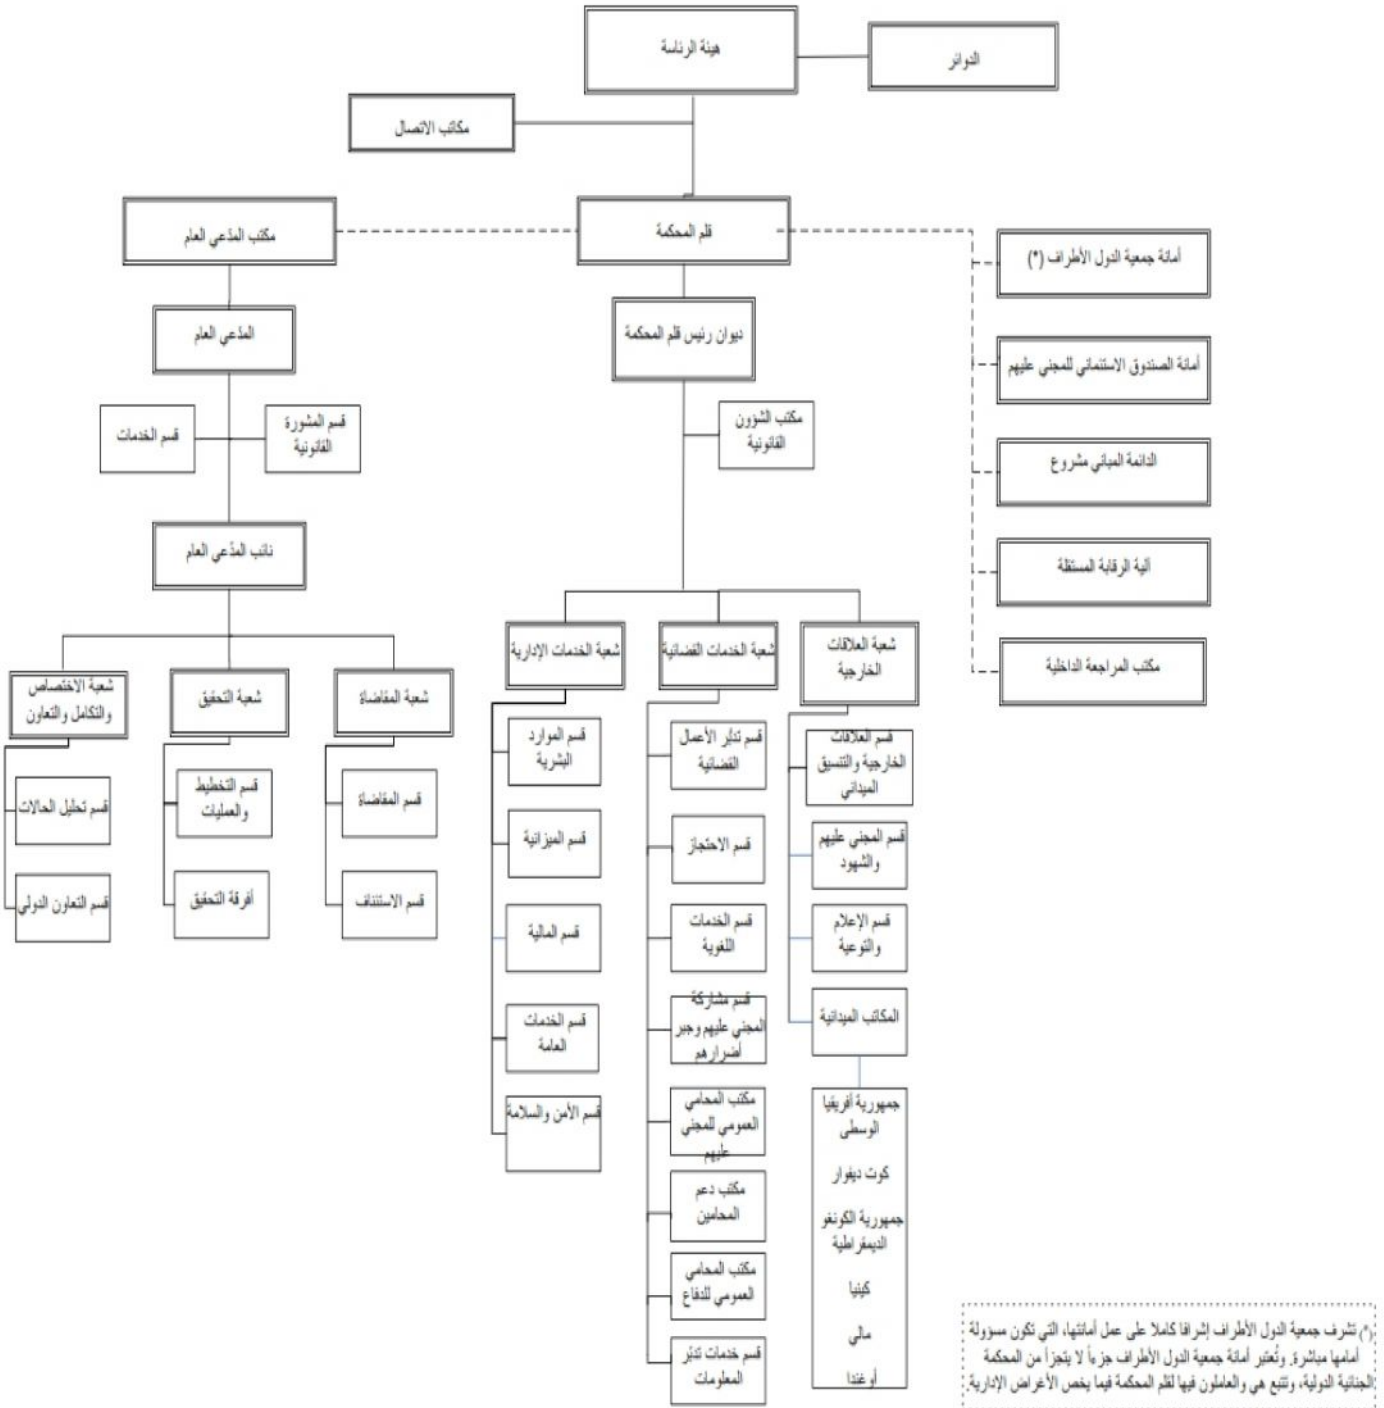 هيئة الرئاسة
الدوائر
مكاتب الاتصال
مكتب المدّعي العام
قلم المحكمة
أمانة جمعية الدول الأطراف (*)
أمانة الصندوق الاستئماني للمجني عليهم
الدائمة المباني مشروع
آلية الرقابة المستقلة
مكتب المراجعة الداخلية
ديوان رئيس قلم المحكمة
مكتب الشؤون
القانونية
المدّعي العام
قسم المشورة
القانونية
قسم الخدمات
نائب المدّعي العام
شعبة العلاقات
الخارجية
قسم العلاقات
الخارجية والتنسيق
الميداني
قسم المجني عليهم
والشهود
قسم الإعلام
والتوعية
المكاتب الميدانية
جمهورية أفريقيا
الوسطى
كوت ديفوار
جمهورية الكونغو
الديمقراطية
كينيا
مالي
أوغندا
شعبة الخدمات القضائية
قسم تدبّر الأعمال
القضائية
قسم الاحتجاز
قسم الخدمات
اللغوية
قسم مشاركة
المجني عليهم وجبر
أضرارهم
مكتب المحامي
العمومي للمجني
عليهم
مكتب دعم
المحامين
مكتب المحامي
العمومي للدفاع
قسم خدمات تدبّر
المعلومات
شعبة الخدمات الإدارية
قسم الموارد
البشرية
قسم الميزانية
قسم المالية
قسم الخدمات
العامة
قسم الأمن والسلامة
شعبة المقاضاة
قسم المقاضاة
قسم الاستئناف
شعبة التحقيق
قسم التخطيط
والعمليات
أفرقة التحقيق
شعبة الاختصاص
والتكامل والتعاون
قسم تحليل الحالات
قسم التعاون الدولي
(*) تشرف جمعية الدول الأطراف إشرافا كاملا على عمل أمانتها، التي تكون مسؤولة
أمامها مباشرة. وتُعتبر أمانة جمعية الدول الأطراف جزءاً لا يتجزأ من المحكمة
الجنائية الدولية، وتتبع هي والعاملون فيها لقلم المحكمة فيما يخص الأغراض الإدارية.